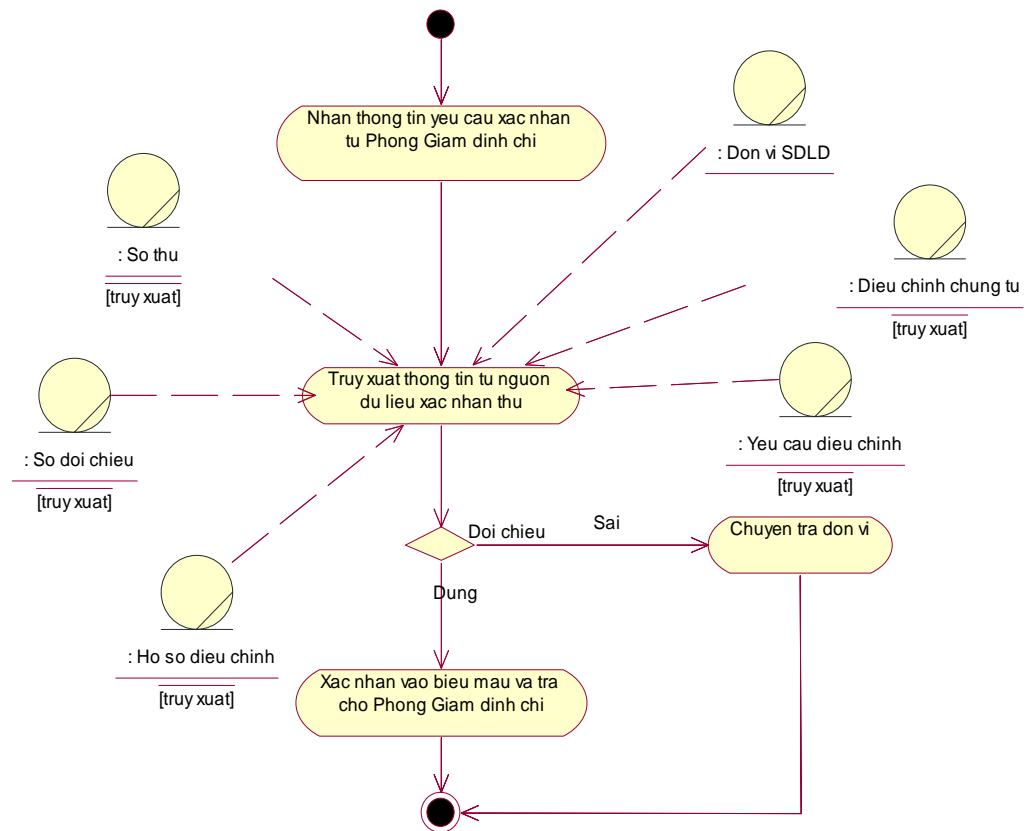 Nhan thong tin yeu cau xac nhan
tu Phong Giam dinh chi
: Don vi SDLD
: So thu
[truy xuat]
: Dieu chinh chung tu
[truy xuat]
Truy xuat thong tin tu nguon
du lieu xac nhan thu
: So doi chieu
[truy xuat]
: Yeu cau dieu chinh
[truy xuat]
Doi chieu
Sai
Chuyen tra don vi
Dung
: Ho so dieu chinh
[truy xuat]
Xac nhan vao bieu mau va tra
cho Phong Giam dinh chi